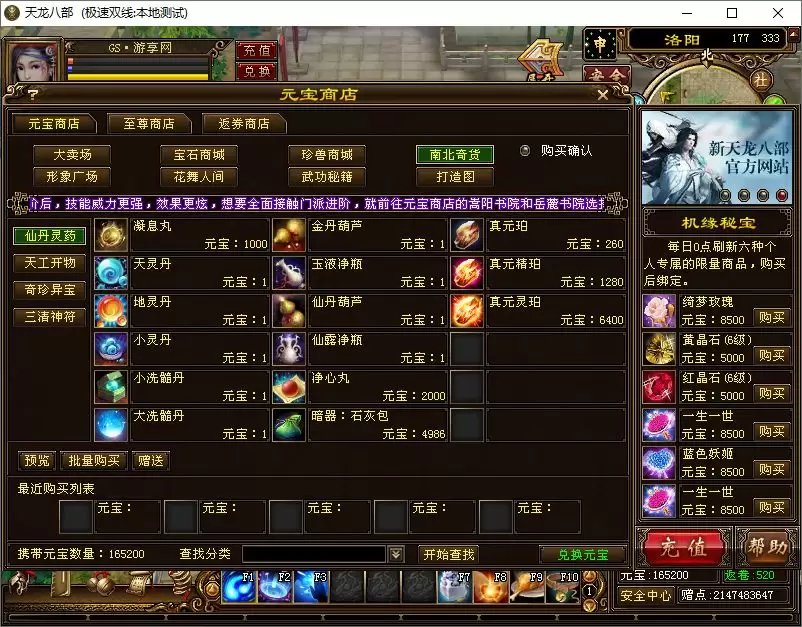 天龙八部 (极速双线:本地测试)
GS·游享网
充值
兑换
申
洛阳 177 333
北
安全
社
? 元宝商店
元宝商店 至尊商店 返券商店
大卖场 宝石商城 珍兽商城 南北奇货 购买确认
形象广场 花舞人间 武功秘籍 打造图
价后，技能威力更强，效果更炫，想要全面接触门派进阶，就前往元宝商店的嵩阳书院和岳麓书院选
仙丹灵药
天工开物
奇珍异宝
三清神符
凝息丸 元宝：1000
金丹葫芦 元宝：1
真元珀 元宝：260
天灵丹 元宝：1
玉液净瓶 元宝：1
真元精珀 元宝：1280
地灵丹 元宝：1
仙丹葫芦 元宝：1
真元灵珀 元宝：6400
小灵丹 元宝：1
仙露净瓶 元宝：1
小洗髓丹 元宝：1
净心丸 元宝：2000
大洗髓丹 元宝：1
暗器：石灰包 元宝：4986
预览 批量购买 赠送
最近购买列表
元宝： 元宝： 元宝： 元宝： 元宝：
携带元宝数量：165200 查找分类 开始查找 兑换元宝
新天龙八部
官方网站
机缘秘宝
每日0点刷新六种个
人专属的限量商品，购买
后绑定。
绮梦玫瑰
元宝：8500 购买
黄晶石(6级)
元宝：5000 购买
红晶石(6级)
元宝：5000 购买
一生一世
元宝：8500 购买
蓝色妖姬
元宝：8500 购买
一生一世
元宝：8500 购买
充值 帮助
元宝：165200 返卷：520
安全中心 赠点：2147483647
F1 F2 F3 F7 F8 F9 F10 1